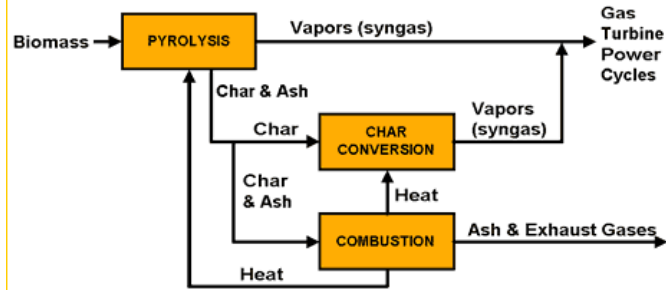 Biomass
PYROLYSIS
Vapors (syngas)
Gas
Turbine
Power
Cycles
Char & Ash
Char
CHAR
CONVERSION
Vapors
(syngas)
Char
& Ash
Heat
COMBUSTION
Ash & Exhaust Gases
Heat